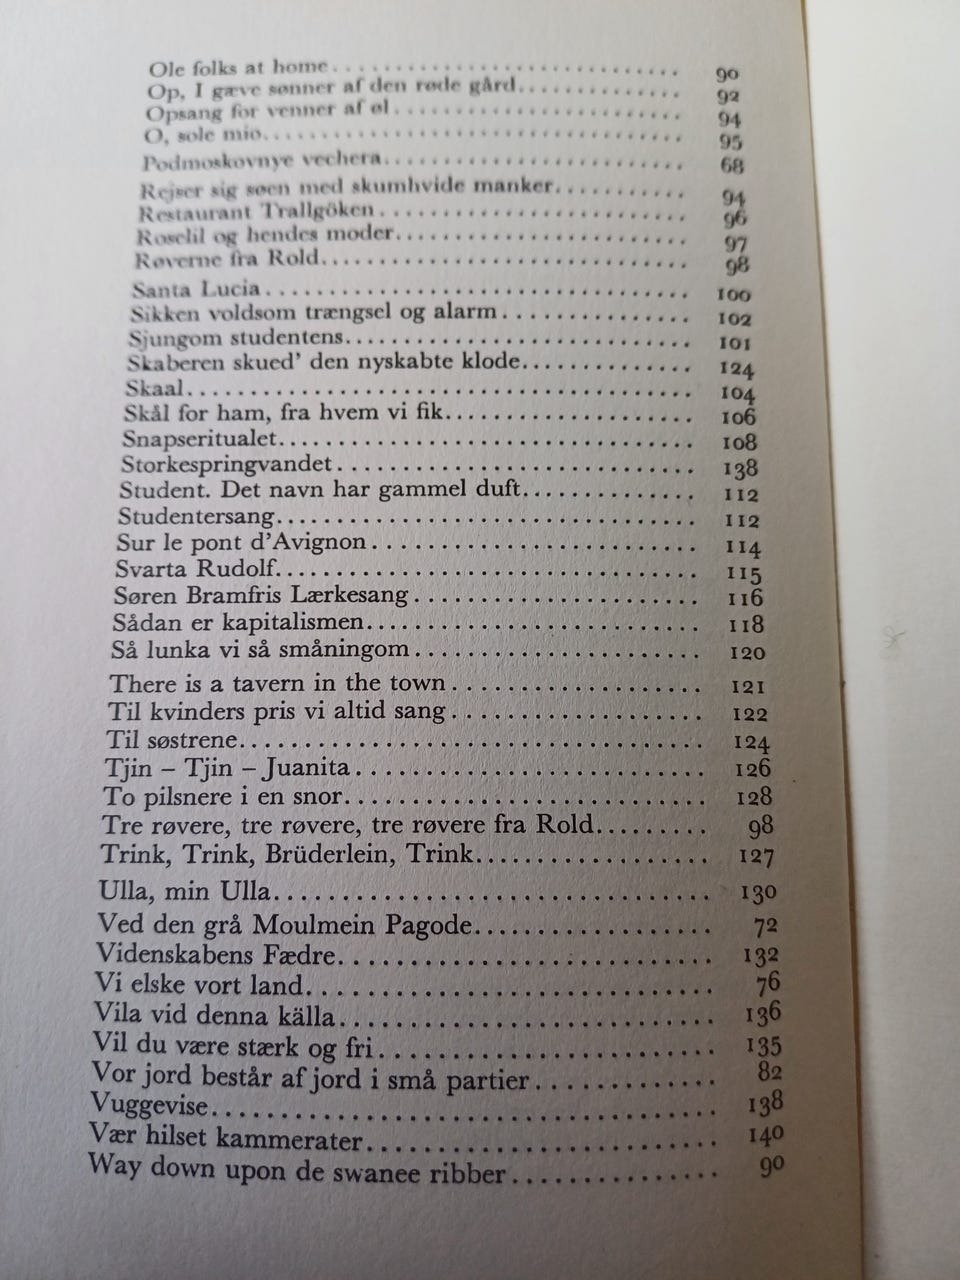 Ole folks at home 90
Op, I gæve sønner af den røde gård 92
Opsang for venner af øl 94
O, sole mio 95
Podmoskovnye vechera 68
Rejser sig søen med skumhvide manker 94
Restaurant Trallgöken 96
Roselil og hendes moder 97
Røverne fra Rold 98
Santa Lucia 100
Sikken voldsom trængsel og alarm 102
Sjungom studentens 101
Skaberen skued’ den nyskabte klode 124
Skaal 104
Skål for ham, fra hvem vi fik 106
Snapseritualet 108
Storkespringvandet 138
Student. Det navn har gammel duft 112
Studentersang 112
Sur le pont d’Avignon 114
Svarta Rudolf 115
Søren Bramfris Lærkesang 116
Sådan er kapitalismen 118
Så lunka vi så småningom 120
There is a tavern in the town 121
Til kvinders pris vi altid sang 122
Til søstrene 124
Tjin – Tjin – Juanita 126
To pilsnere i en snor 128
Tre røvere, tre røvere, tre røvere fra Rold 98
Trink, Trink, Brüderlein, Trink 127
Ulla, min Ulla 130
Ved den grå Moulmein Pagode 72
Videnskabens Fædre 132
Vi elske vort land 76
Vila vid denna källa 136
Vil du være stærk og fri 135
Vor jord består af jord i små partier 82
Vuggevise 138
Vær hilset kammerater 140
Way down upon de swanee ribber 90